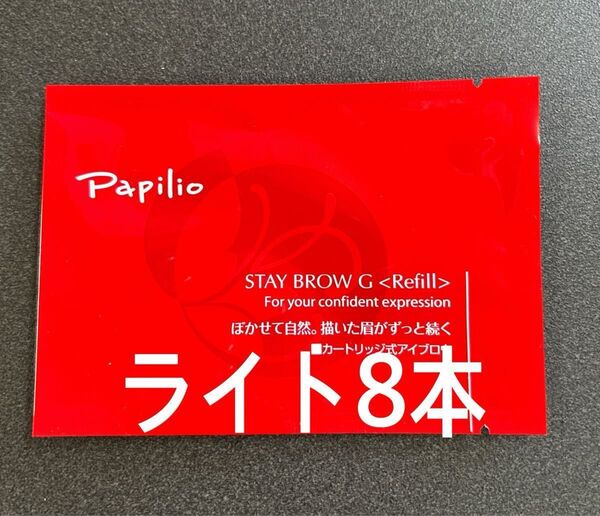 Papilio
STAY BROW G <Refill>
For your confident expression
ぼかせて自然。描いた眉がずっと続く
■カートリッジ式アイブロウ
ライト8本